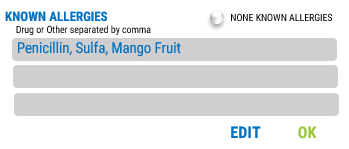 KNOWN ALLERGIES
NONE KNOWN ALLERGIES
Drug or Other separated by comma
Penicillin, Sulfa, Mango Fruit
EDIT OK